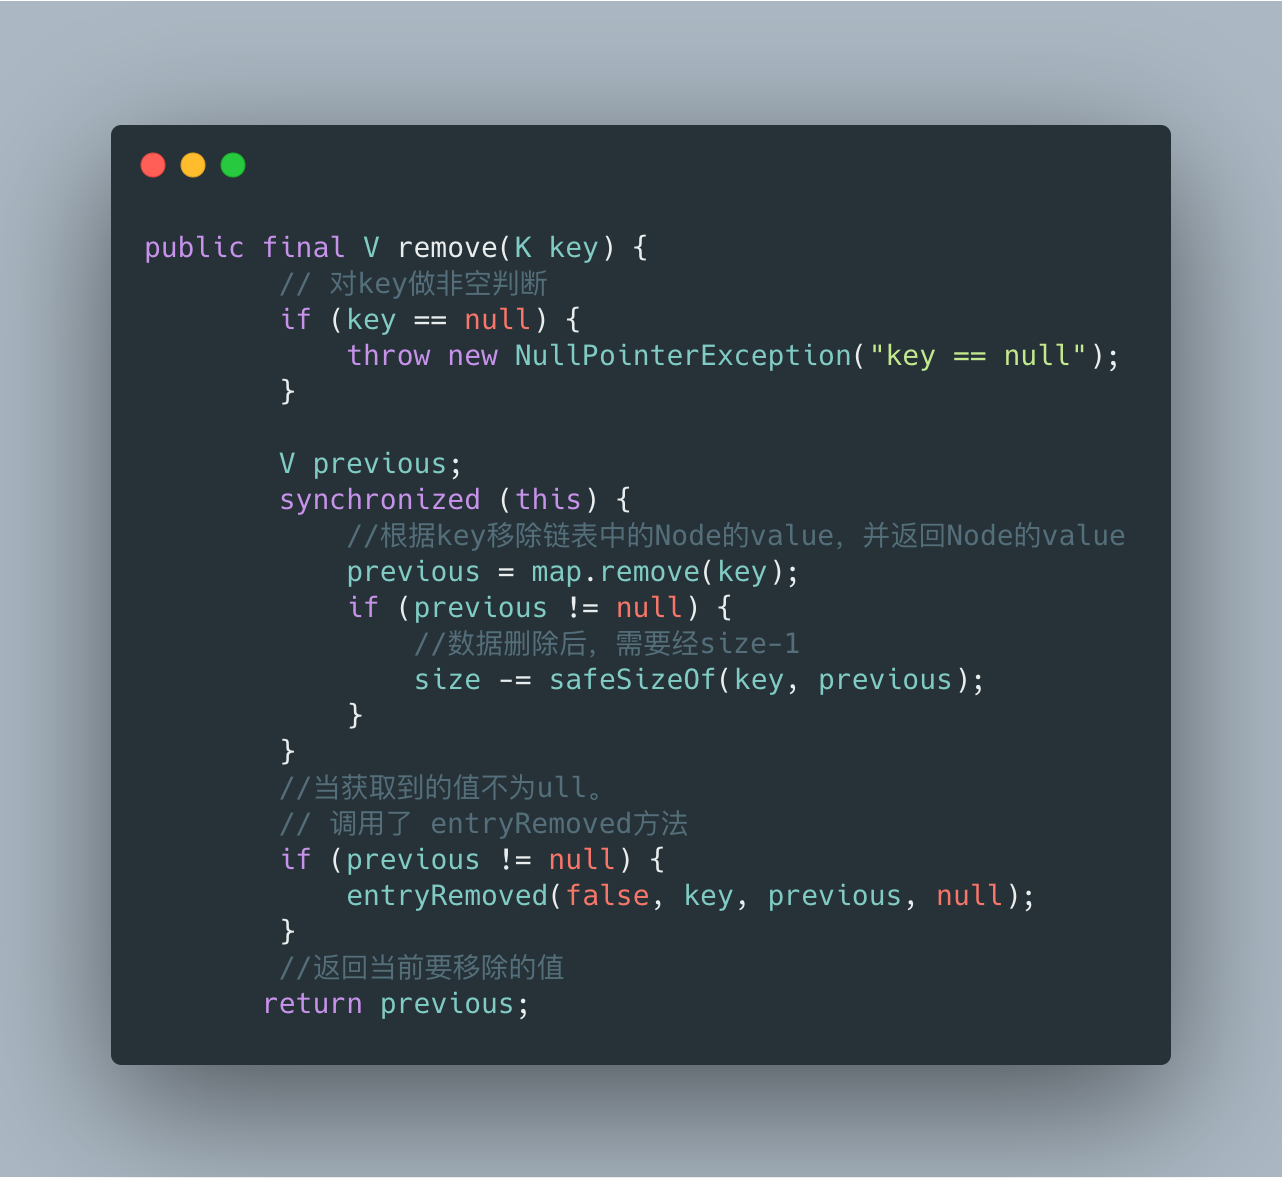 public final V remove(K key) {
        // 对key做非空判断
        if (key == null) {
            throw new NullPointerException("key == null");
        }

        V previous;
        synchronized (this) {
            //根据key移除链表中的Node的value，并返回Node的value
            previous = map.remove(key);
            if (previous != null) {
                //数据删除后，需要经size-1
                size -= safeSizeOf(key, previous);
            }
        }
        //当获取到的值不为ull。
        // 调用了 entryRemoved方法
        if (previous != null) {
            entryRemoved(false, key, previous, null);
        }
        //返回当前要移除的值
       return previous;